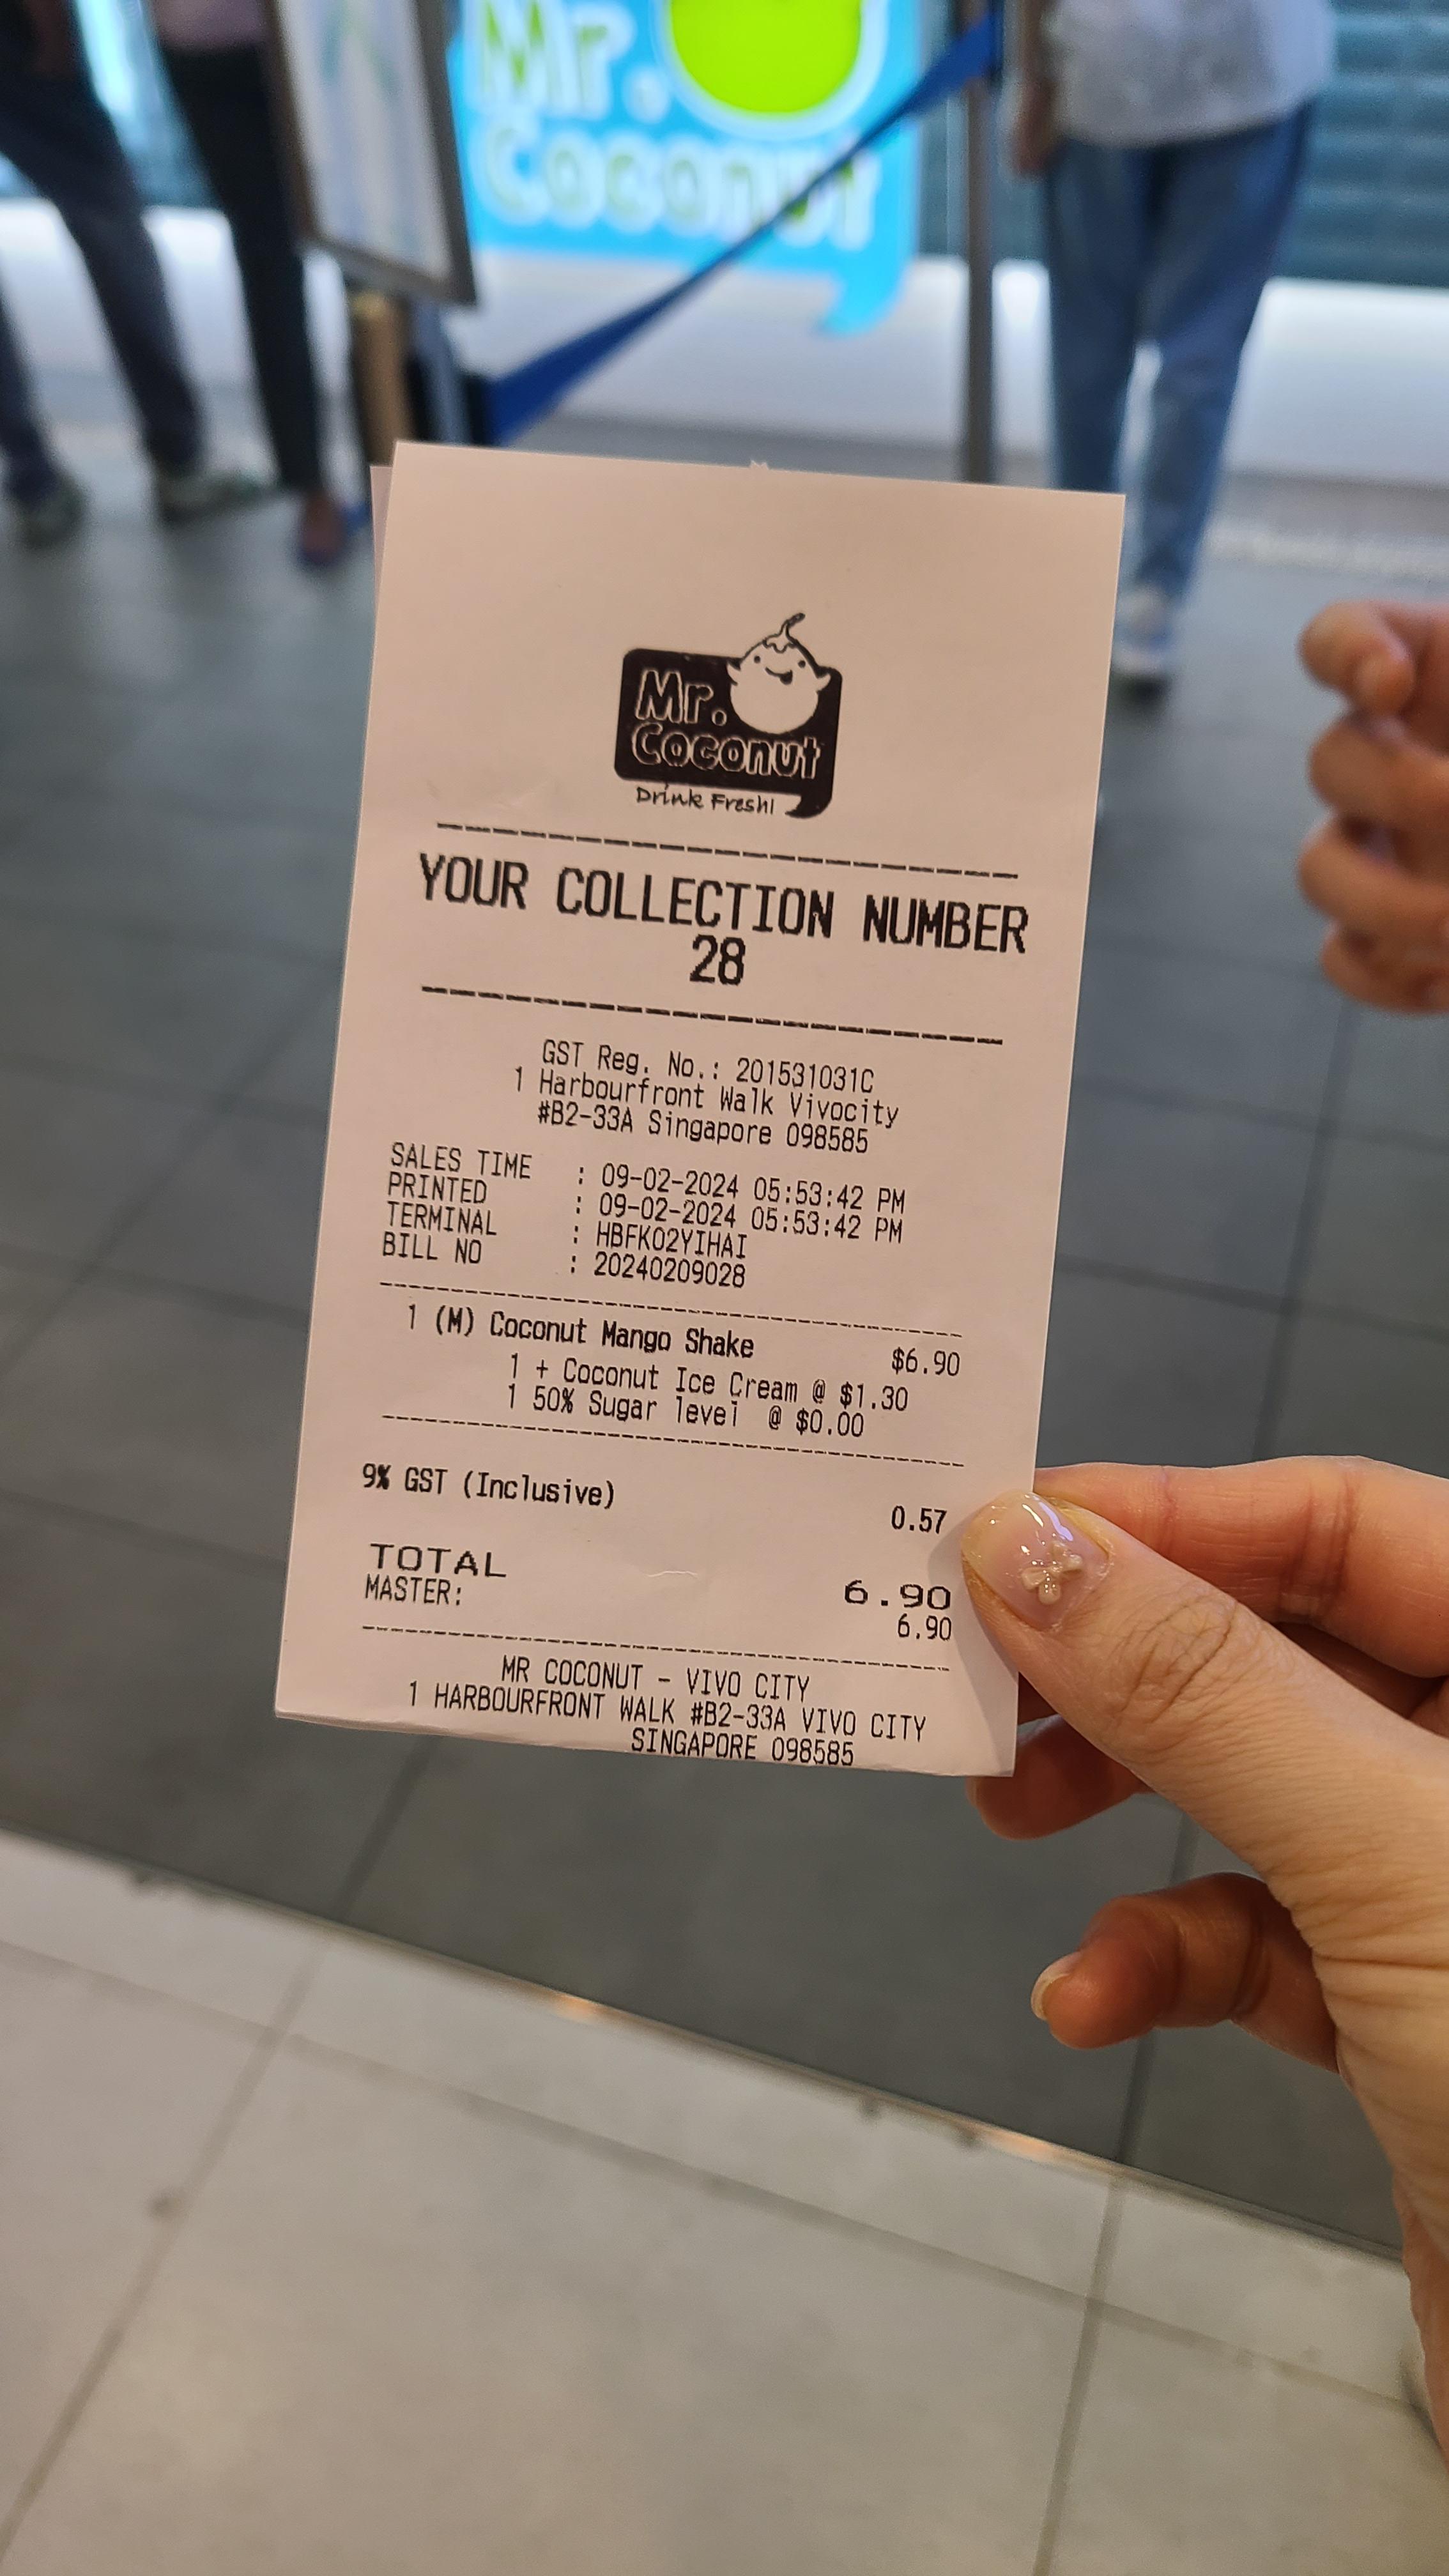 Mr.
Coconut
Mr.
Coconut
Drink Fresh!
YOUR COLLECTION NUMBER
28
GST Reg. No.: 201531031C
1 Harbourfront Walk Vivocity
#B2-33A Singapore 098585
SALES TIME : 09-02-2024 05:53:42 PM
PRINTED : 09-02-2024 05:53:42 PM
TERMINAL : HBFK02YIHAI
BILL NO : 20240209028
1 (M) Coconut Mango Shake $6.90
1 + Coconut Ice Cream @ $1.30
1 50% Sugar level @ $0.00
9% GST (Inclusive) 0.57
TOTAL 6.90
MASTER: 6.90
MR COCONUT - VIVO CITY
1 HARBOURFRONT WALK #B2-33A VIVO CITY
SINGAPORE 098585